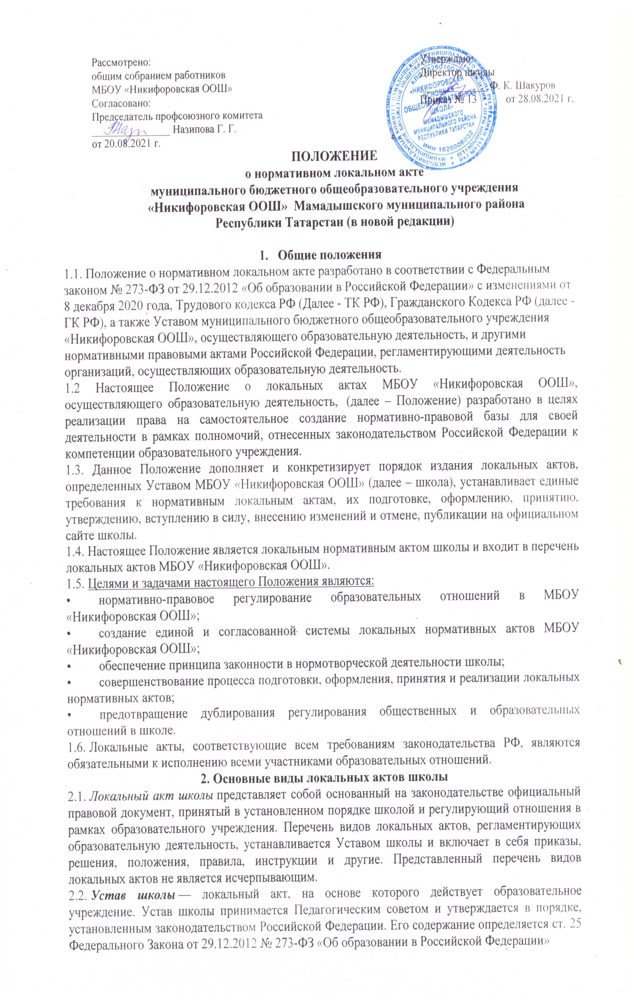 Рассмотрено:
общим собранием работников
МБОУ «Никифоровская ООШ»
Согласовано:
Председатель профсоюзного комитета
______________ Назипова Г. Г.
от 20.08.2021 г.
Утверждаю:
Директор школы
____________ Ф. К. Шакуров
Приказ № 13 от 28.08.2021 г.
КПП 162601001
«НИКИФОРОВСКАЯ
ОСНОВНАЯ
ОБЩЕОБРАЗОВАТЕЛЬНАЯ
ШКОЛА»
МАМАДЫШСКОГО
МУНИЦИПАЛЬНОГО РАЙОНА
РЕСПУБЛИКИ ТАТАРСТАН
ИНН 1626006032
ПОЛОЖЕНИЕ
о нормативном локальном акте
муниципального бюджетного общеобразовательного учреждения
«Никифоровская ООШ» Мамадышского муниципального района
Республики Татарстан (в новой редакции)
1. Общие положения
1.1. Положение о нормативном локальном акте разработано в соответствии с Федеральным
законом № 273-ФЗ от 29.12.2012 «Об образовании в Российской Федерации» с изменениями от
8 декабря 2020 года, Трудового кодекса РФ (Далее - ТК РФ), Гражданского Кодекса РФ (далее -
ГК РФ), а также Уставом муниципального бюджетного общеобразовательного учреждения
«Никифоровская ООШ», осуществляющего образовательную деятельность, и другими
нормативными правовыми актами Российской Федерации, регламентирующими деятельность
организаций, осуществляющих образовательную деятельность.
1.2 Настоящее Положение о локальных актах МБОУ «Никифоровская ООШ»,
осуществляющего образовательную деятельность, (далее – Положение) разработано в целях
реализации права на самостоятельное создание нормативно-правовой базы для своей
деятельности в рамках полномочий, отнесенных законодательством Российской Федерации к
компетенции образовательного учреждения.
1.3. Данное Положение дополняет и конкретизирует порядок издания локальных актов,
определенных Уставом МБОУ «Никифоровская ООШ» (далее – школа), устанавливает единые
требования к нормативным локальным актам, их подготовке, оформлению, принятию,
утверждению, вступлению в силу, внесению изменений и отмене, публикации на официальном
сайте школы.
1.4. Настоящее Положение является локальным нормативным актом школы и входит в перечень
локальных актов МБОУ «Никифоровская ООШ».
1.5. Целями и задачами настоящего Положения являются:
• нормативно-правовое регулирование образовательных отношений в МБОУ
«Никифоровская ООШ»;
• создание единой и согласованной системы локальных нормативных актов МБОУ
«Никифоровская ООШ»;
• обеспечение принципа законности в нормотворческой деятельности школы;
• совершенствование процесса подготовки, оформления, принятия и реализации локальных
нормативных актов;
• предотвращение дублирования регулирования общественных и образовательных
отношений в школе.
1.6. Локальные акты, соответствующие всем требованиям законодательства РФ, являются
обязательными к исполнению всеми участниками образовательных отношений.
2. Основные виды локальных актов школы
2.1. Локальный акт школы представляет собой основанный на законодательстве официальный
правовой документ, принятый в установленном порядке школой и регулирующий отношения в
рамках образовательного учреждения. Перечень видов локальных актов, регламентирующих
образовательную деятельность, устанавливается Уставом школы и включает в себя приказы,
решения, положения, правила, инструкции и другие. Представленный перечень видов
локальных актов не является исчерпывающим.
2.2. Устав школы — локальный акт, на основе которого действует образовательное
учреждение. Устав школы принимается Педагогическим советом и утверждается в порядке,
установленным законодательством Российской Федерации. Его содержание определяется ст. 25
Федерального Закона от 29.12.2012 № 273-ФЗ «Об образовании в Российской Федерации»